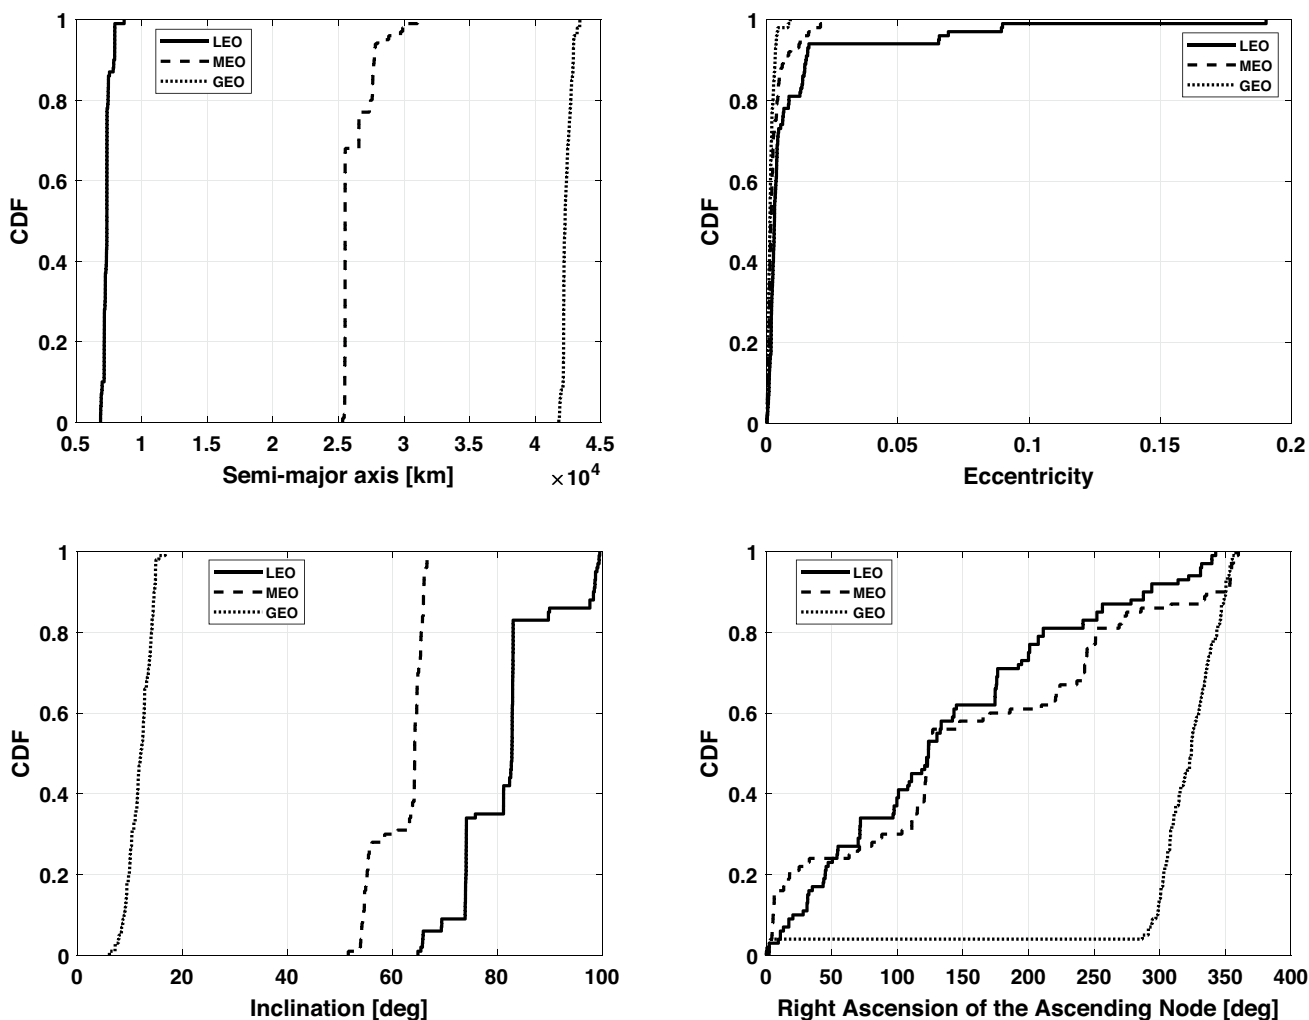 1
0.8
0.6
0.4
0.2
0
CDF
LEO
MEO
GEO
0.5 1 1.5 2 2.5 3 3.5 4 4.5
Semi-major axis [km]
×10^4
1
0.8
0.6
0.4
0.2
0
CDF
LEO
MEO
GEO
0 0.05 0.1 0.15 0.2
Eccentricity
1
0.8
0.6
0.4
0.2
0
CDF
LEO
MEO
GEO
0 20 40 60 80 100
Inclination [deg]
1
0.8
0.6
0.4
0.2
0
CDF
LEO
MEO
GEO
0 50 100 150 200 250 300 350 400
Right Ascension of the Ascending Node [deg]